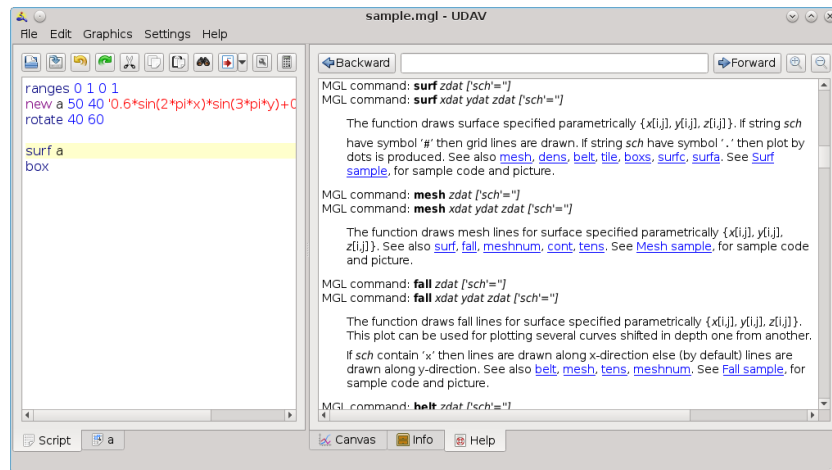 sample.mgl - UDAV
File Edit Graphics Settings Help
ranges 0 1 0 1
new a 50 40 '0.6*sin(2*pi*x)*sin(3*pi*y)+0
rotate 40 60
surf a
box
Script
a
Backward
Forward
MGL command: surf zdat ['sch'='']
MGL command: surf xdat ydat zdat ['sch'='']
The function draws surface specified parametrically {x[i,j], y[i,j], z[i,j]}. If string sch
have symbol '#' then grid lines are drawn. If string sch have symbol '.' then plot by
dots is produced. See also mesh, dens, belt, tile, boxs, surfc, surfa. See Surf
sample, for sample code and picture.
MGL command: mesh zdat ['sch'='']
MGL command: mesh xdat ydat zdat ['sch'='']
The function draws mesh lines for surface specified parametrically {x[i,j], y[i,j],
z[i,j]}. See also surf, fall, meshnum, cont, tens. See Mesh sample, for sample code
and picture.
MGL command: fall zdat ['sch'='']
MGL command: fall xdat ydat zdat ['sch'='']
The function draws fall lines for surface specified parametrically {x[i,j], y[i,j], z[i,j]}.
This plot can be used for plotting several curves shifted in depth one from another.
If sch contain 'x' then lines are drawn along x-direction else (by default) lines are
drawn along y-direction. See also belt, mesh, tens, meshnum. See Fall sample, for
sample code and picture.
MGL command: belt zdat ['sch'='']
Canvas
Info
Help